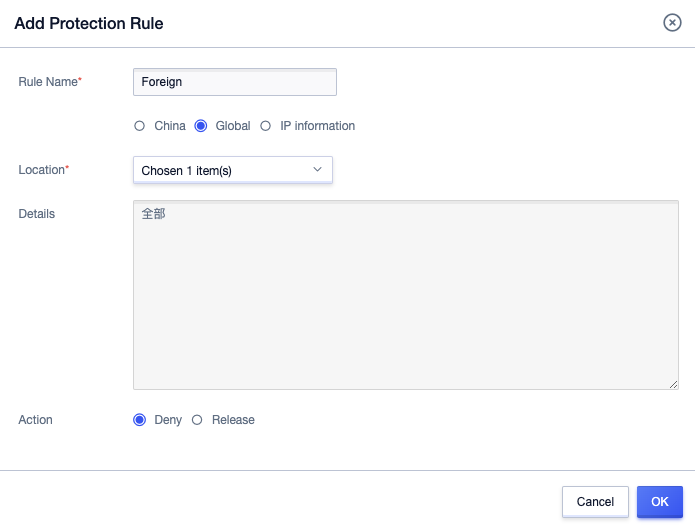 Add Protection Rule
Rule Name*
Foreign
China Global IP information
Location*
Chosen 1 item(s)
Details
全部
Action
Deny Release
Cancel OK